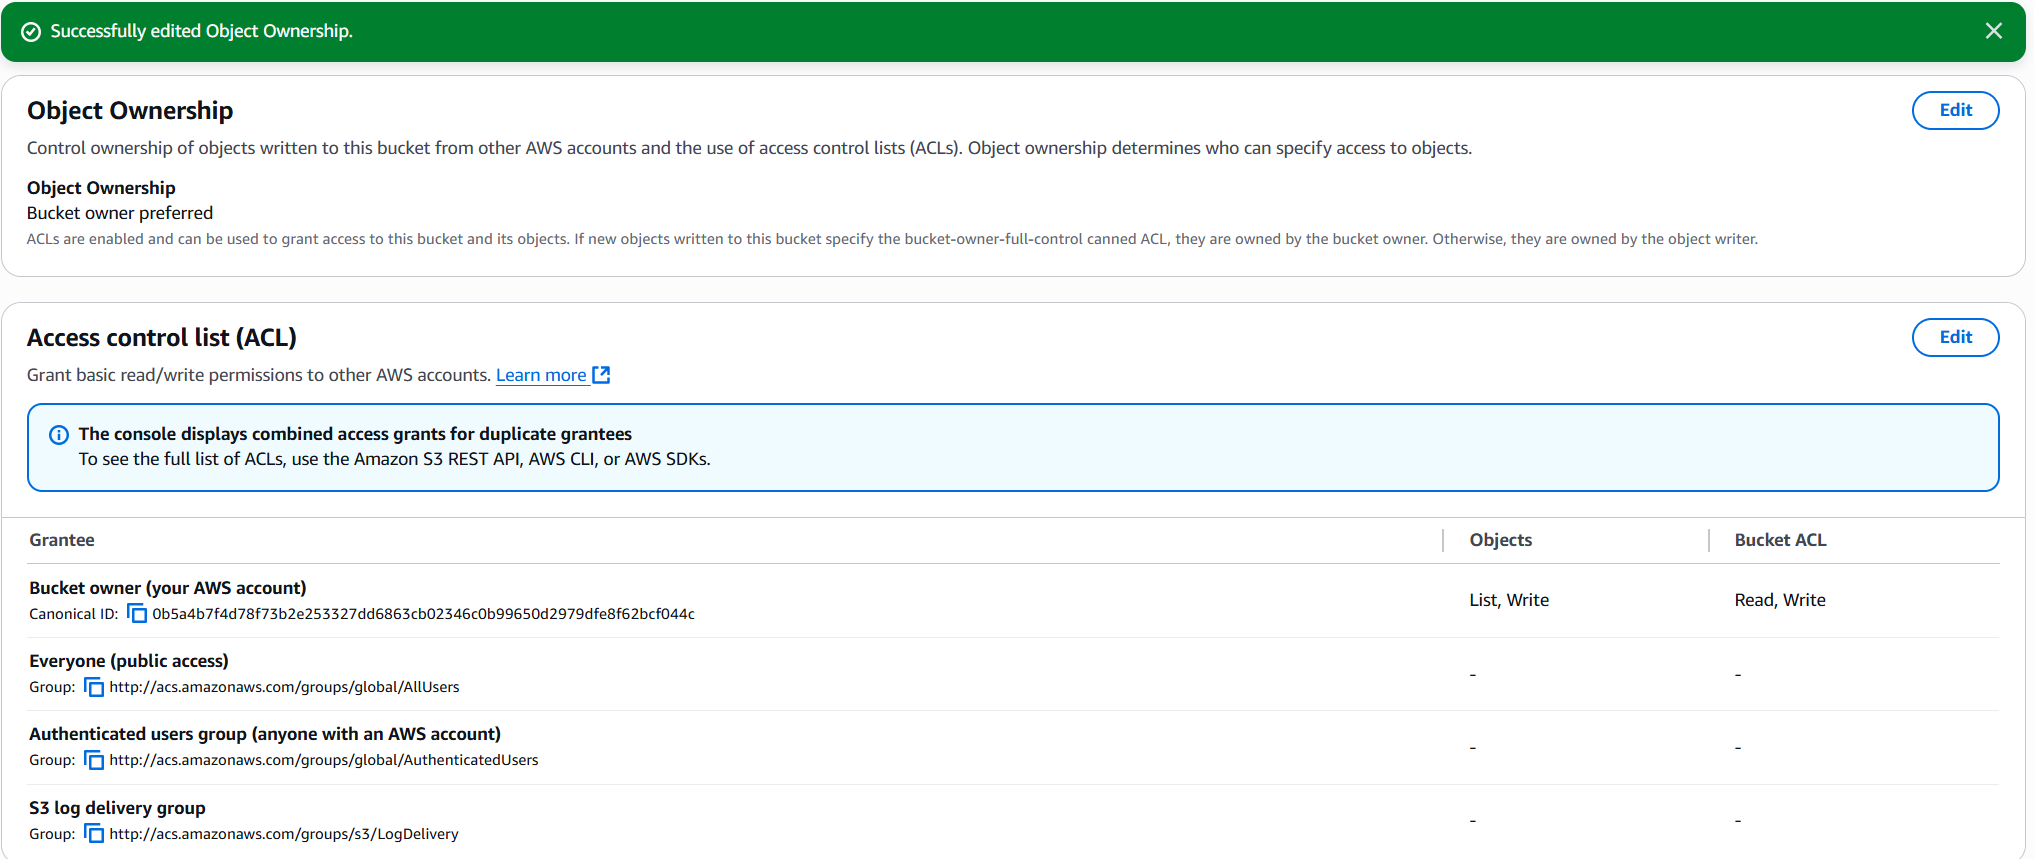 Successfully edited Object Ownership.
Object Ownership
Edit
Control ownership of objects written to this bucket from other AWS accounts and the use of access control lists (ACLs). Object ownership determines who can specify access to objects.
Object Ownership
Bucket owner preferred
ACLs are enabled and can be used to grant access to this bucket and its objects. If new objects written to this bucket specify the bucket-owner-full-control canned ACL, they are owned by the bucket owner. Otherwise, they are owned by the object writer.
Access control list (ACL)
Edit
Grant basic read/write permissions to other AWS accounts. Learn more
The console displays combined access grants for duplicate grantees
To see the full list of ACLs, use the Amazon S3 REST API, AWS CLI, or AWS SDKs.
Grantee Objects Bucket ACL
Bucket owner (your AWS account)
Canonical ID: 0b5a4b7f4d78f73b2e253327dd6863cb02346c0b99650d2979dfe8f62bcf044c
List, Write Read, Write
Everyone (public access)
Group: http://acs.amazonaws.com/groups/global/AllUsers
- -
Authenticated users group (anyone with an AWS account)
Group: http://acs.amazonaws.com/groups/global/AuthenticatedUsers
- -
S3 log delivery group
Group: http://acs.amazonaws.com/groups/s3/LogDelivery
- -